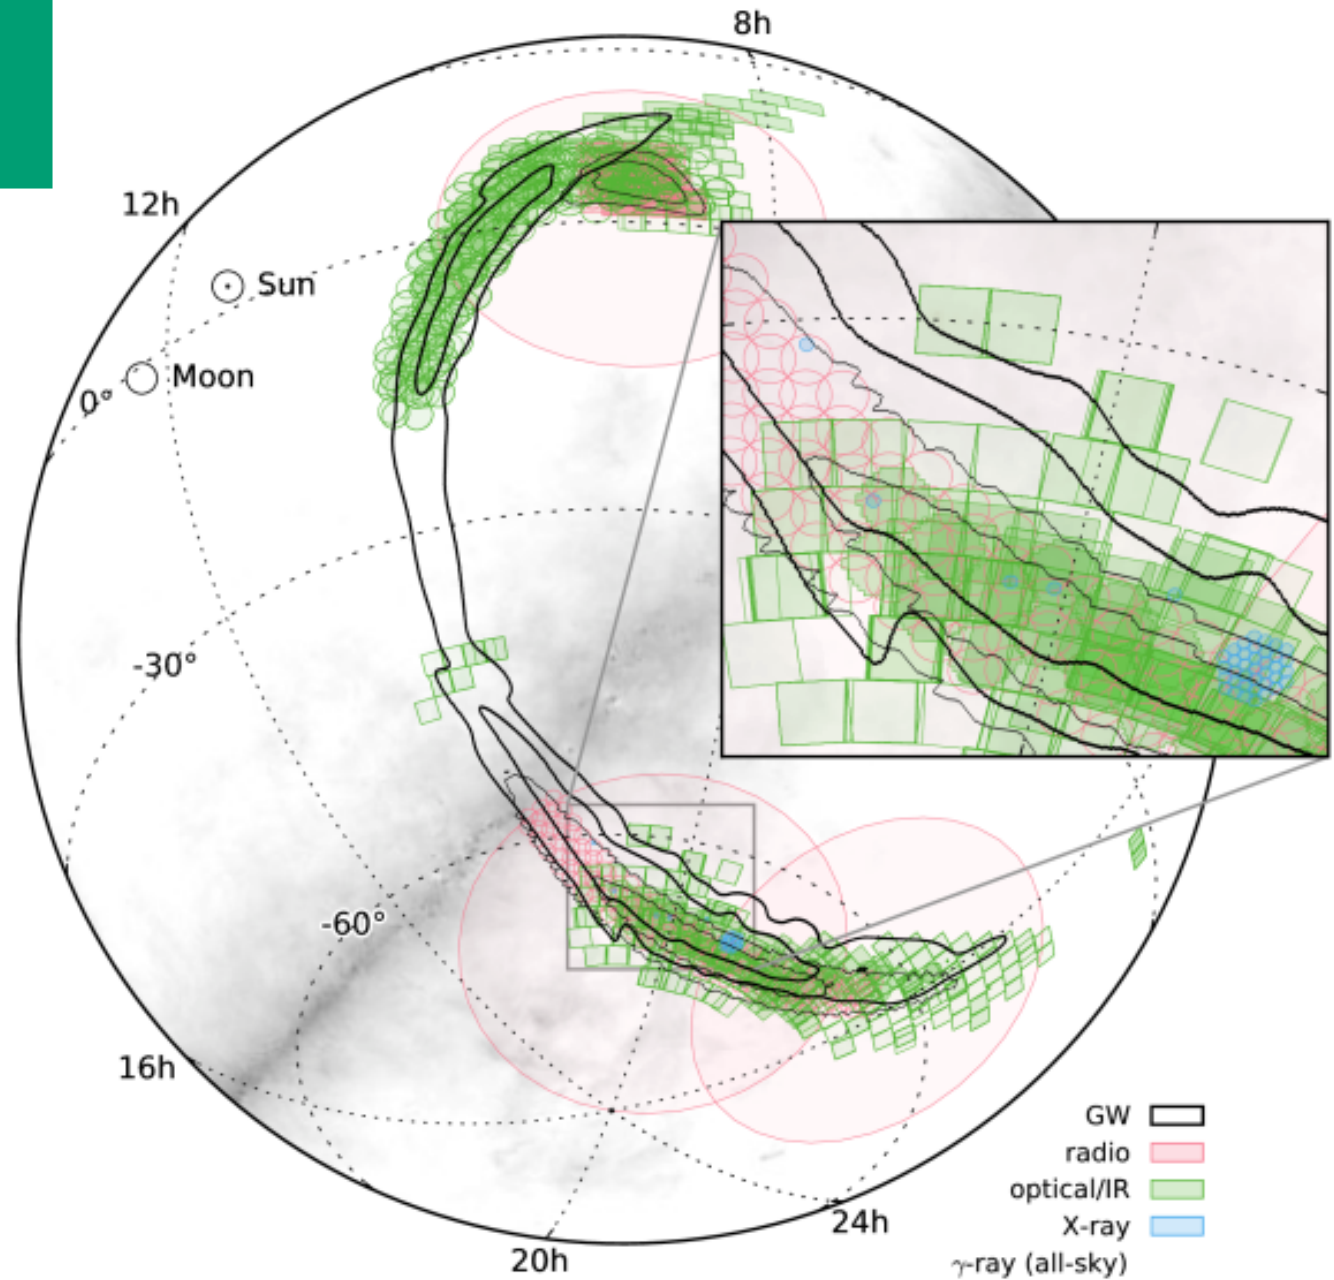 8h
12h
Sun
Moon
0°
-30°
-60°
16h
20h
24h
GW
radio
optical/IR
X-ray
γ-ray (all-sky)